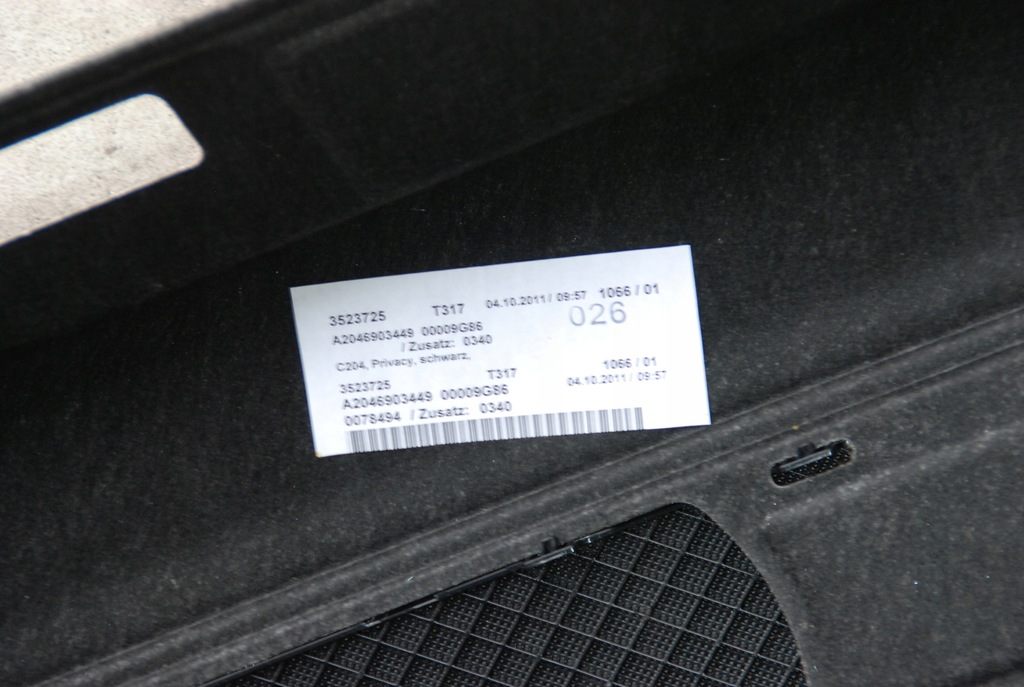 3523725 T317 04.10.2011 / 09:57 1066 / 01
A2046903449 00009G86 026
/ Zusatz: 0340
C204, Privacy, schwarz,
3523725 T317 1066 / 01
A2046903449 00009G86 04.10.2011 / 09:57
0078494 / Zusatz: 0340